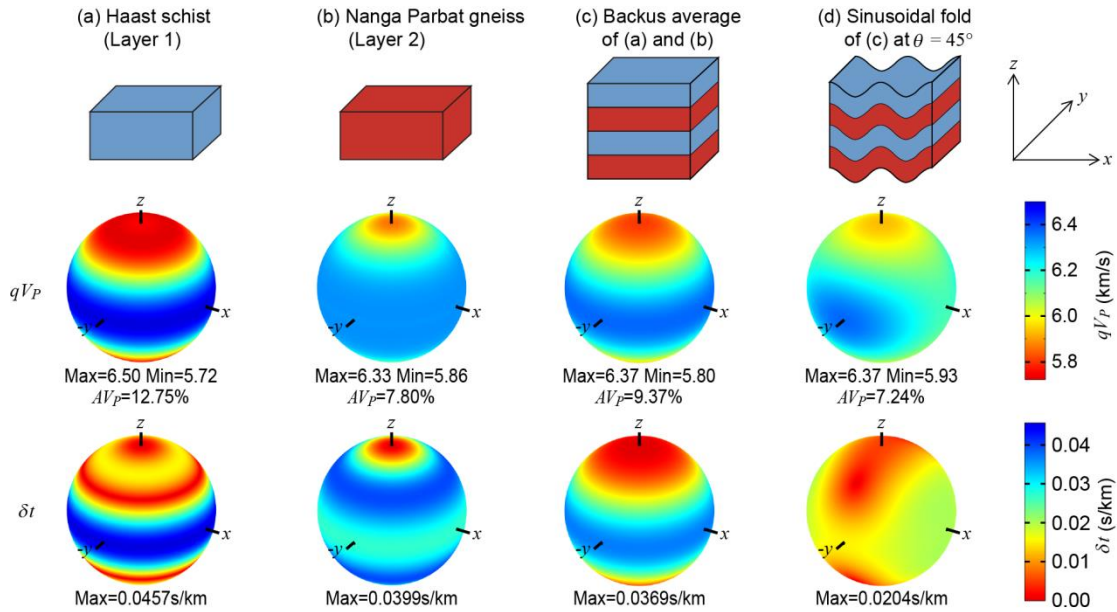 (a) Haast schist
(Layer 1)
(b) Nanga Parbat gneiss
(Layer 2)
(c) Backus average
of (a) and (b)
(d) Sinusoidal fold
of (c) at θ = 45°
z
y
x
qV_P
z
x
-y
Max=6.50 Min=5.72
AV_P=12.75%
z
x
-y
Max=6.33 Min=5.86
AV_P=7.80%
z
x
-y
Max=6.37 Min=5.80
AV_P=9.37%
z
x
-y
Max=6.37 Min=5.93
AV_P=7.24%
6.4
6.2
6.0
5.8
qV_P (km/s)
δt
z
x
-y
Max=0.0457s/km
z
x
-y
Max=0.0399s/km
z
x
-y
Max=0.0369s/km
z
x
-y
Max=0.0204s/km
0.04
0.03
0.02
0.01
0.00
δt (s/km)